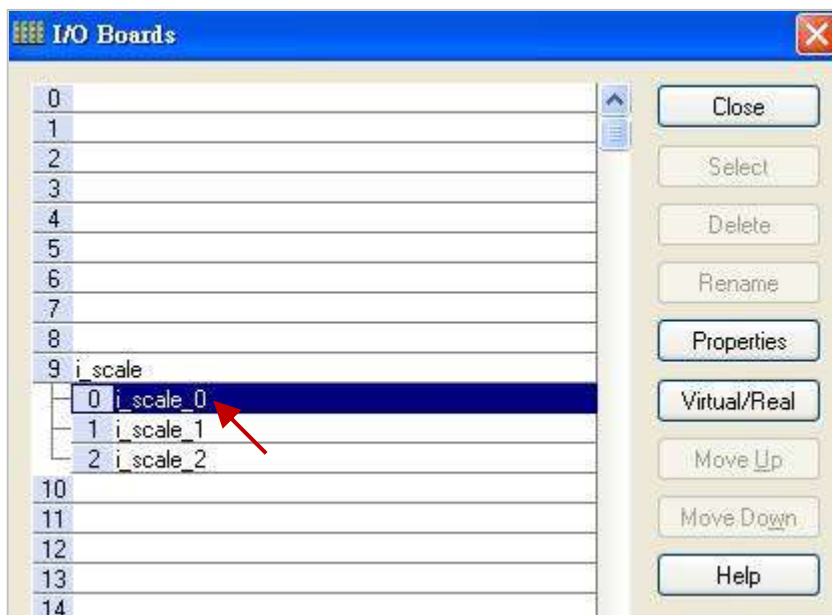 I/O Boards
0
1
2
3
4
5
6
7
8
9 i_scale
0 i_scale_0
1 i_scale_1
2 i_scale_2
10
11
12
13
14
Close
Select
Delete
Rename
Properties
Virtual/Real
Move Up
Move Down
Help